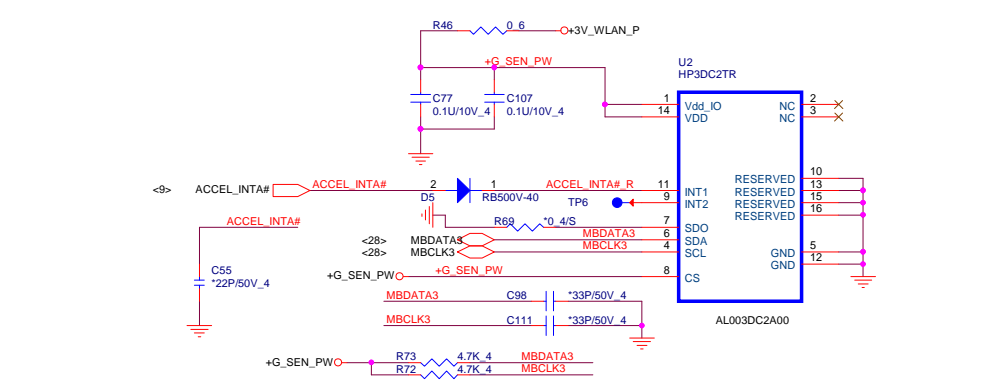 R46 0_6 +3V_WLAN_P
+G_SEN_PW
U2
HP3DC2TR
C77 C107
0.1U/10V_4 0.1U/10V_4
1 Vdd_IO NC 2
14 VDD NC 3
RESERVED 10
<9> ACCEL_INTA# ACCEL_INTA# 2 1 ACCEL_INTA#_R 11 INT1 RESERVED 13
D5 RB500V-40 TP6 9 INT2 RESERVED 15
RESERVED 16
ACCEL_INTA# R69 *0_4/S 7 SDO
<28> MBDATA3 MBDATA3 6 SDA
<28> MBCLK3 MBCLK3 4 SCL GND 5
GND 12
C55 +G_SEN_PW +G_SEN_PW 8 CS
*22P/50V_4
MBDATA3 C98 *33P/50V_4
MBCLK3 C111 *33P/50V_4
AL003DC2A00
+G_SEN_PW R73 4.7K_4 MBDATA3
R72 4.7K_4 MBCLK3